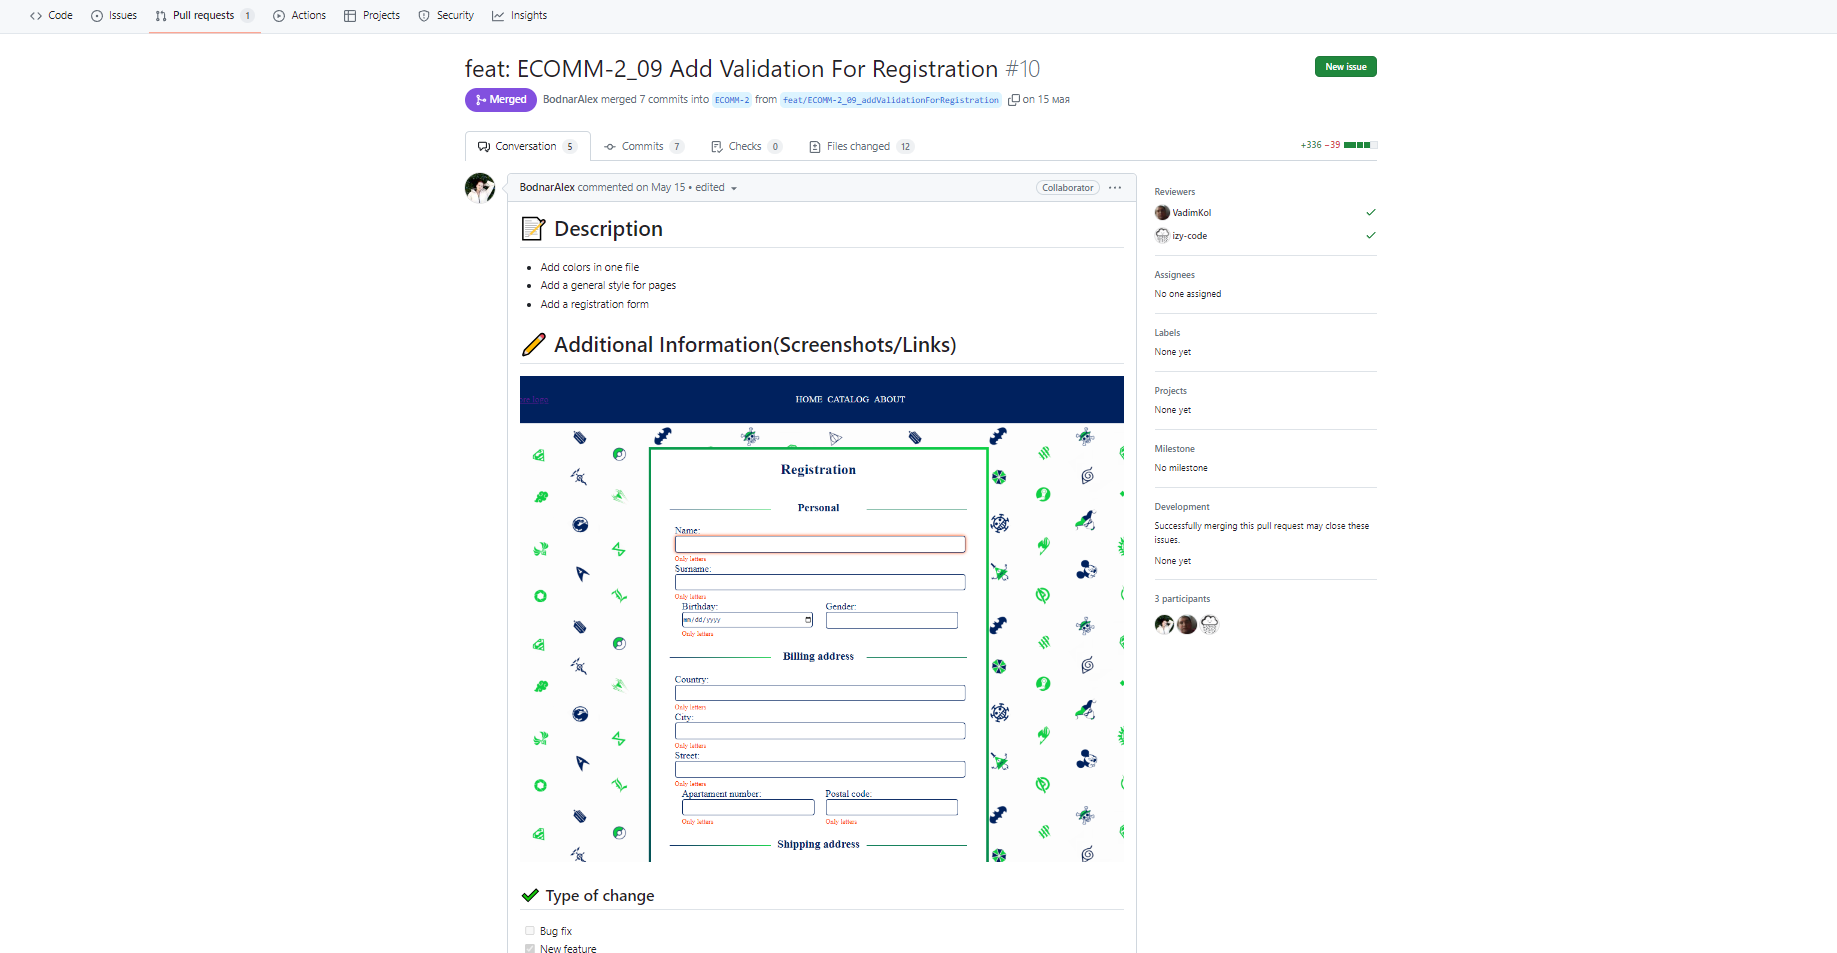 Code Issues Pull requests 1 Actions Projects Security Insights
feat: ECOMM-2_09 Add Validation For Registration #10
New issue
Merged BodnarAlex merged 7 commits into ECOMM-2 from feat/ECOMM-2_09_addValidationForRegistration on 15 мая
Conversation 5 Commits 7 Checks 0 Files changed 12
+336 −39
BodnarAlex commented on May 15 • edited
Collaborator
Description
Add colors in one file
Add a general style for pages
Add a registration form
Additional Information(Screenshots/Links)
HOME CATALOG ABOUT
Registration
Personal
Name:
Only letters
Surname:
Only letters
Birthday: Gender:
mm/dd/yyyy
Only letters
Billing address
Country:
Only letters
City:
Only letters
Street:
Only letters
Apartament number: Postal code:
Only letters Only letters
Shipping address
Type of change
Bug fix
New feature
Reviewers
VadimKol
izy-code
Assignees
No one assigned
Labels
None yet
Projects
None yet
Milestone
No milestone
Development
Successfully merging this pull request may close these
issues.
None yet
3 participants